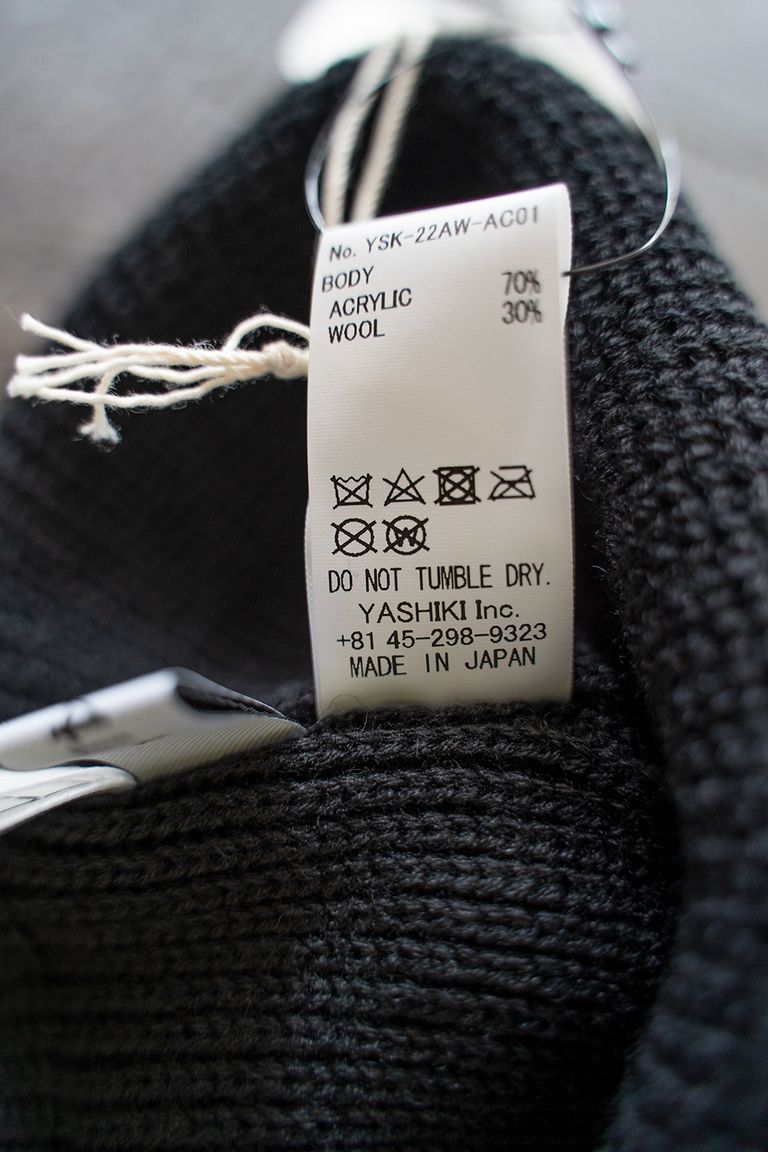 No. YSK-22AW-AC01
BODY
ACRYLIC 70%
WOOL 30%
W
DO NOT TUMBLE DRY.
YASHIKI Inc.
+81 45-298-9323
MADE IN JAPAN